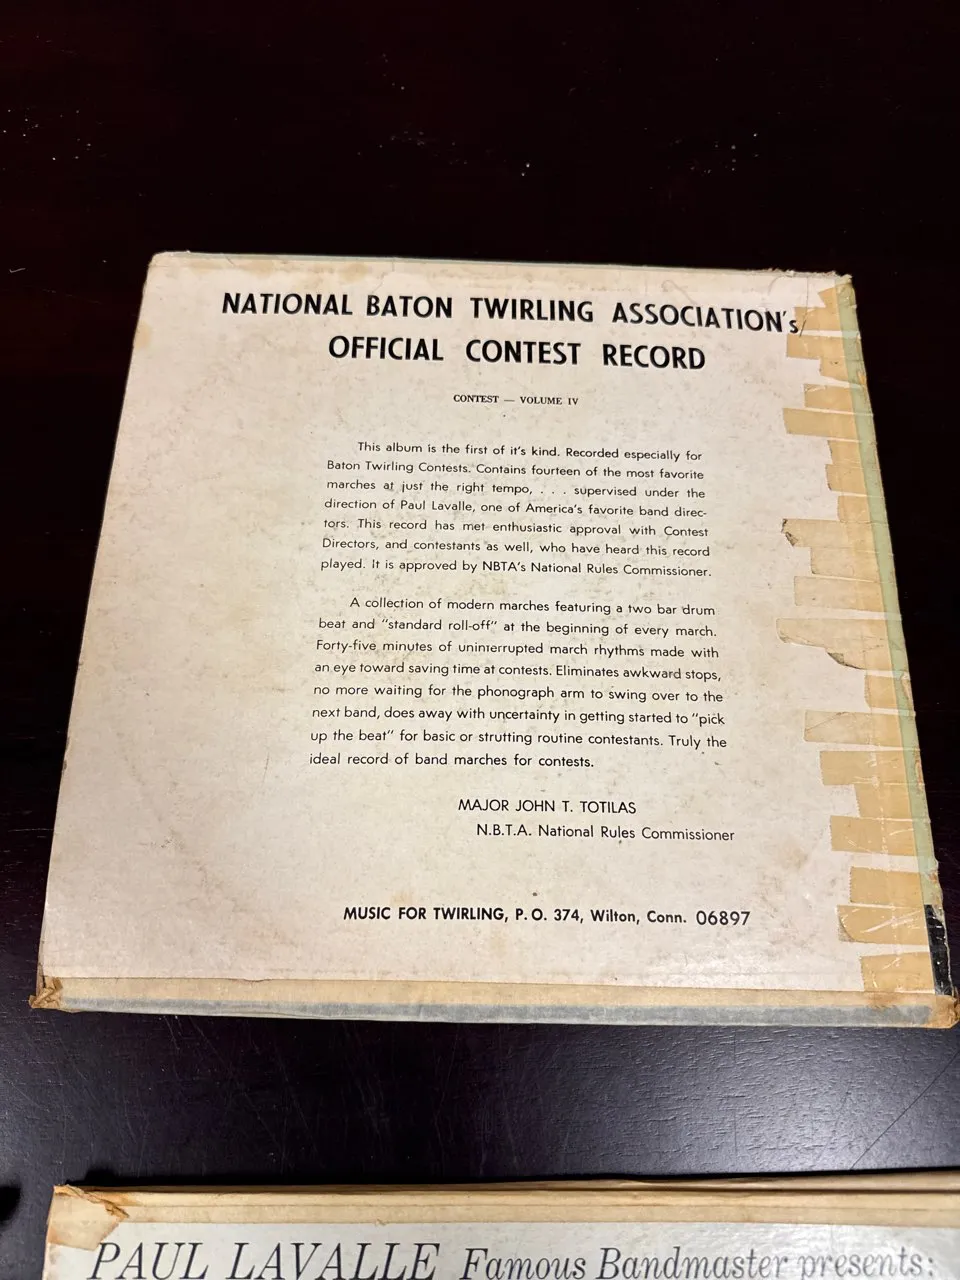 NATIONAL BATON TWIRLING ASSOCIATION's
OFFICIAL CONTEST RECORD
CONTEST — VOLUME IV
This album is the first of it's kind. Recorded especially for
Baton Twirling Contests. Contains fourteen of the most favorite
marches at just the right tempo, . . . supervised under the
direction of Paul Lavalle, one of America's favorite band direc-
tors. This record has met enthusiastic approval with Contest
Directors, and contestants as well, who have heard this record
played. It is approved by NBTA's National Rules Commissioner.
A collection of modern marches featuring a two bar drum
beat and "standard roll-off" at the beginning of every march.
Forty-five minutes of uninterrupted march rhythms made with
an eye toward saving time at contests. Eliminates awkward stops,
no more waiting for the phonograph arm to swing over to the
next band, does away with uncertainty in getting started to "pick
up the beat" for basic or strutting routine contestants. Truly the
ideal record of band marches for contests.
MAJOR JOHN T. TOTILAS
N.B.T.A. National Rules Commissioner
MUSIC FOR TWIRLING, P. O. 374, Wilton, Conn. 06897
PAUL LAVALLE Famous Bandmaster presents: